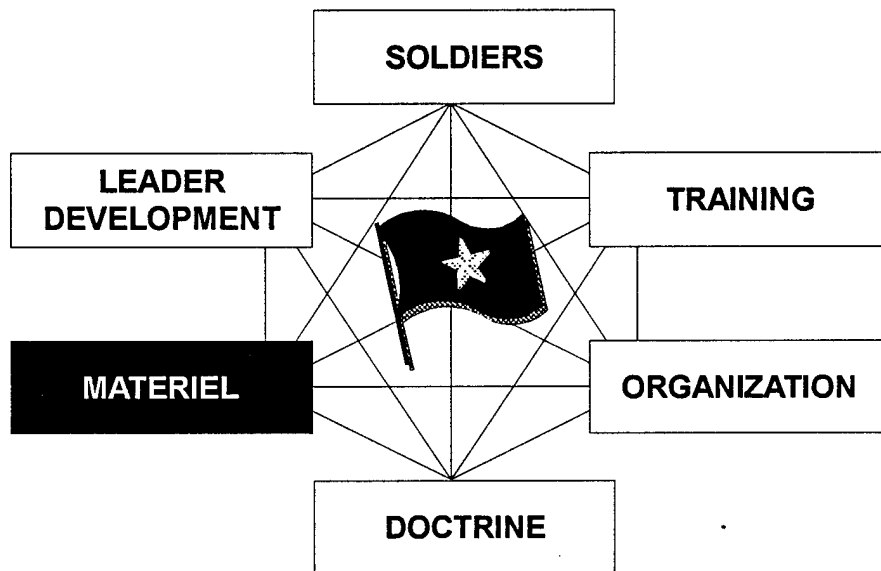 SOLDIERS
LEADER
DEVELOPMENT
TRAINING
MATERIEL
ORGANIZATION
DOCTRINE